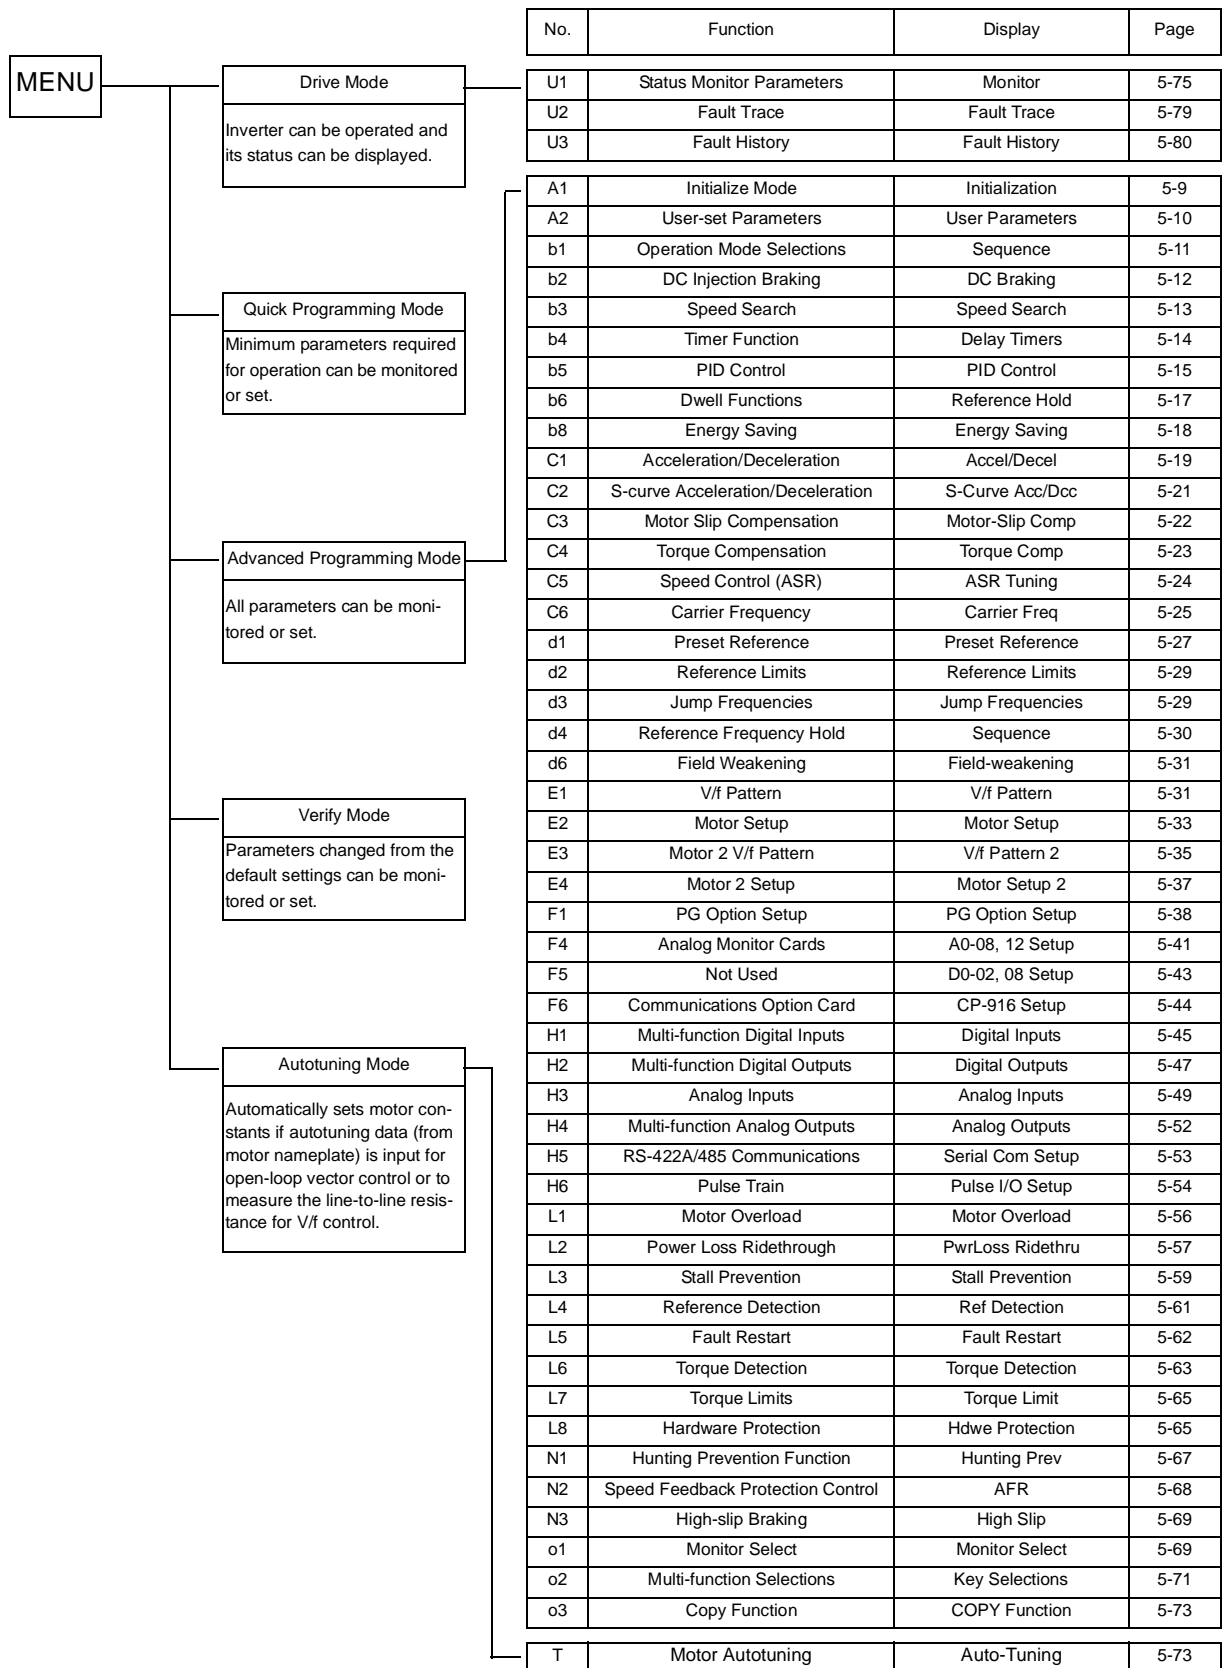 MENU
Drive Mode
Inverter can be operated and
its status can be displayed.
Quick Programming Mode
Minimum parameters required
for operation can be monitored
or set.
Advanced Programming Mode
All parameters can be moni-
tored or set.
Verify Mode
Parameters changed from the
default settings can be moni-
tored or set.
Autotuning Mode
Automatically sets motor con-
stants if autotuning data (from
motor nameplate) is input for
open-loop vector control or to
measure the line-to-line resis-
tance for V/f control.
No. Function Display Page
U1 Status Monitor Parameters Monitor 5-75
U2 Fault Trace Fault Trace 5-79
U3 Fault History Fault History 5-80
A1 Initialize Mode Initialization 5-9
A2 User-set Parameters User Parameters 5-10
b1 Operation Mode Selections Sequence 5-11
b2 DC Injection Braking DC Braking 5-12
b3 Speed Search Speed Search 5-13
b4 Timer Function Delay Timers 5-14
b5 PID Control PID Control 5-15
b6 Dwell Functions Reference Hold 5-17
b8 Energy Saving Energy Saving 5-18
C1 Acceleration/Deceleration Accel/Decel 5-19
C2 S-curve Acceleration/Deceleration S-Curve Acc/Dcc 5-21
C3 Motor Slip Compensation Motor-Slip Comp 5-22
C4 Torque Compensation Torque Comp 5-23
C5 Speed Control (ASR) ASR Tuning 5-24
C6 Carrier Frequency Carrier Freq 5-25
d1 Preset Reference Preset Reference 5-27
d2 Reference Limits Reference Limits 5-29
d3 Jump Frequencies Jump Frequencies 5-29
d4 Reference Frequency Hold Sequence 5-30
d6 Field Weakening Field-weakening 5-31
E1 V/f Pattern V/f Pattern 5-31
E2 Motor Setup Motor Setup 5-33
E3 Motor 2 V/f Pattern V/f Pattern 2 5-35
E4 Motor 2 Setup Motor Setup 2 5-37
F1 PG Option Setup PG Option Setup 5-38
F4 Analog Monitor Cards A0-08, 12 Setup 5-41
F5 Not Used D0-02, 08 Setup 5-43
F6 Communications Option Card CP-916 Setup 5-44
H1 Multi-function Digital Inputs Digital Inputs 5-45
H2 Multi-function Digital Outputs Digital Outputs 5-47
H3 Analog Inputs Analog Inputs 5-49
H4 Multi-function Analog Outputs Analog Outputs 5-52
H5 RS-422A/485 Communications Serial Com Setup 5-53
H6 Pulse Train Pulse I/O Setup 5-54
L1 Motor Overload Motor Overload 5-56
L2 Power Loss Ridethrough PwrLoss Ridethru 5-57
L3 Stall Prevention Stall Prevention 5-59
L4 Reference Detection Ref Detection 5-61
L5 Fault Restart Fault Restart 5-62
L6 Torque Detection Torque Detection 5-63
L7 Torque Limits Torque Limit 5-65
L8 Hardware Protection Hdwe Protection 5-65
N1 Hunting Prevention Function Hunting Prev 5-67
N2 Speed Feedback Protection Control AFR 5-68
N3 High-slip Braking High Slip 5-69
o1 Monitor Select Monitor Select 5-69
o2 Multi-function Selections Key Selections 5-71
o3 Copy Function COPY Function 5-73
T Motor Autotuning Auto-Tuning 5-73